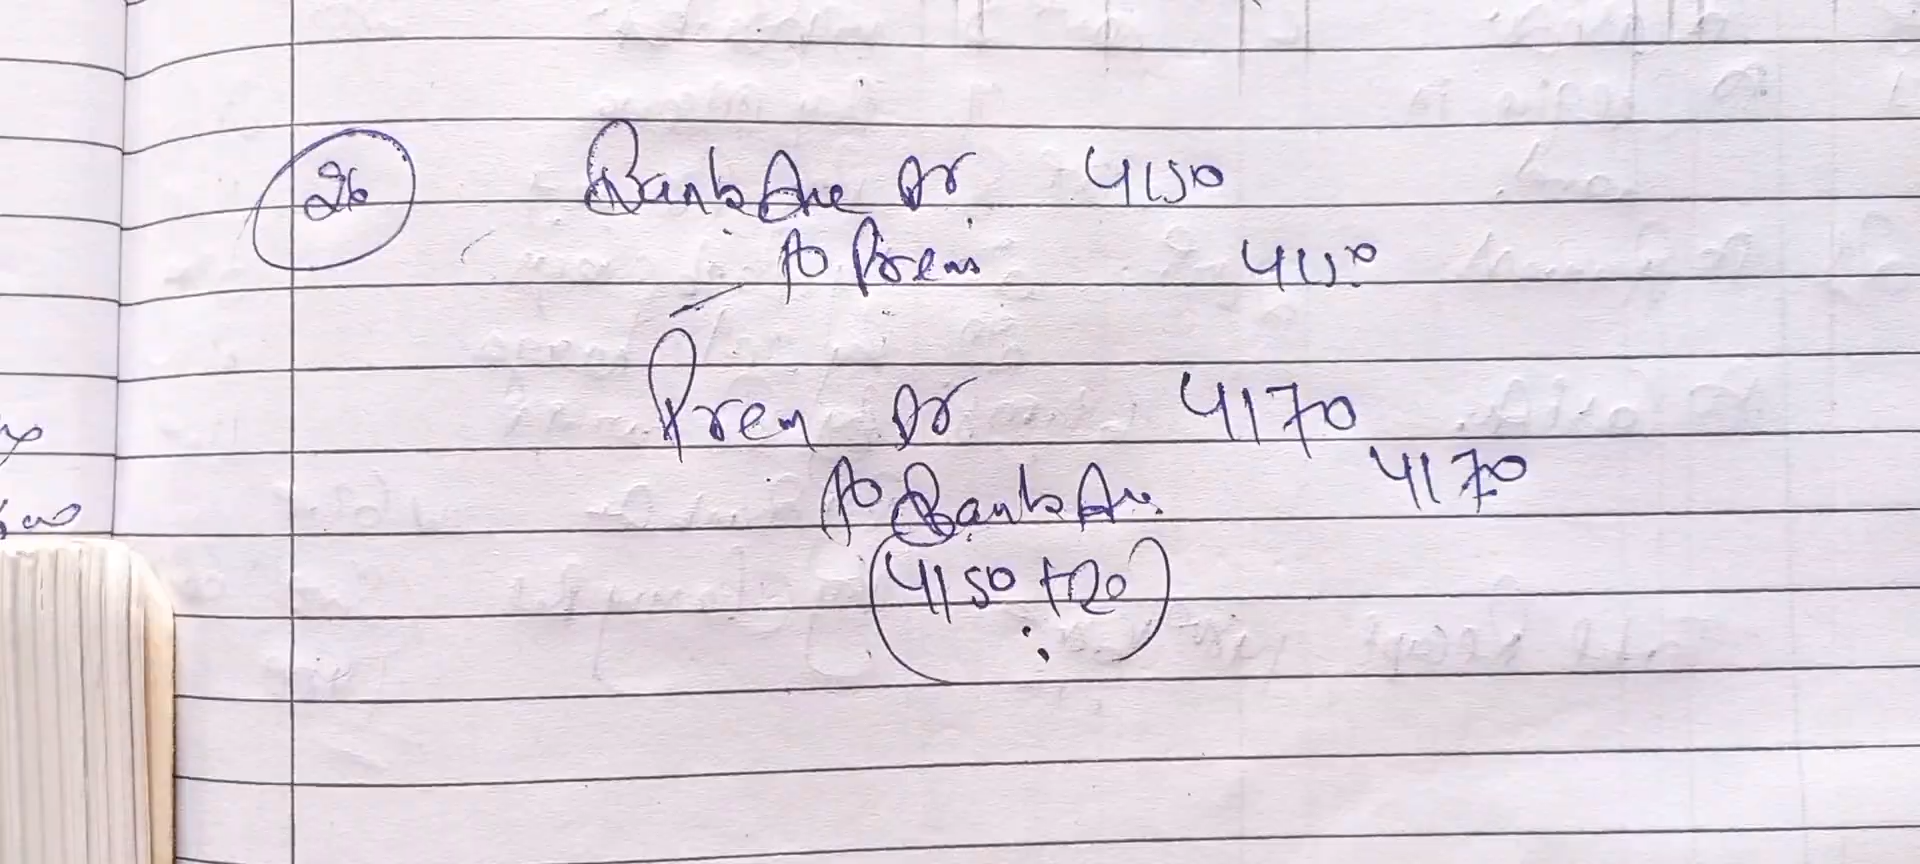 26 Bank A/c Dr 4150
To Prem 4150
Prem Dr 4170
To Bank A/c 4170
(4150 + 20)